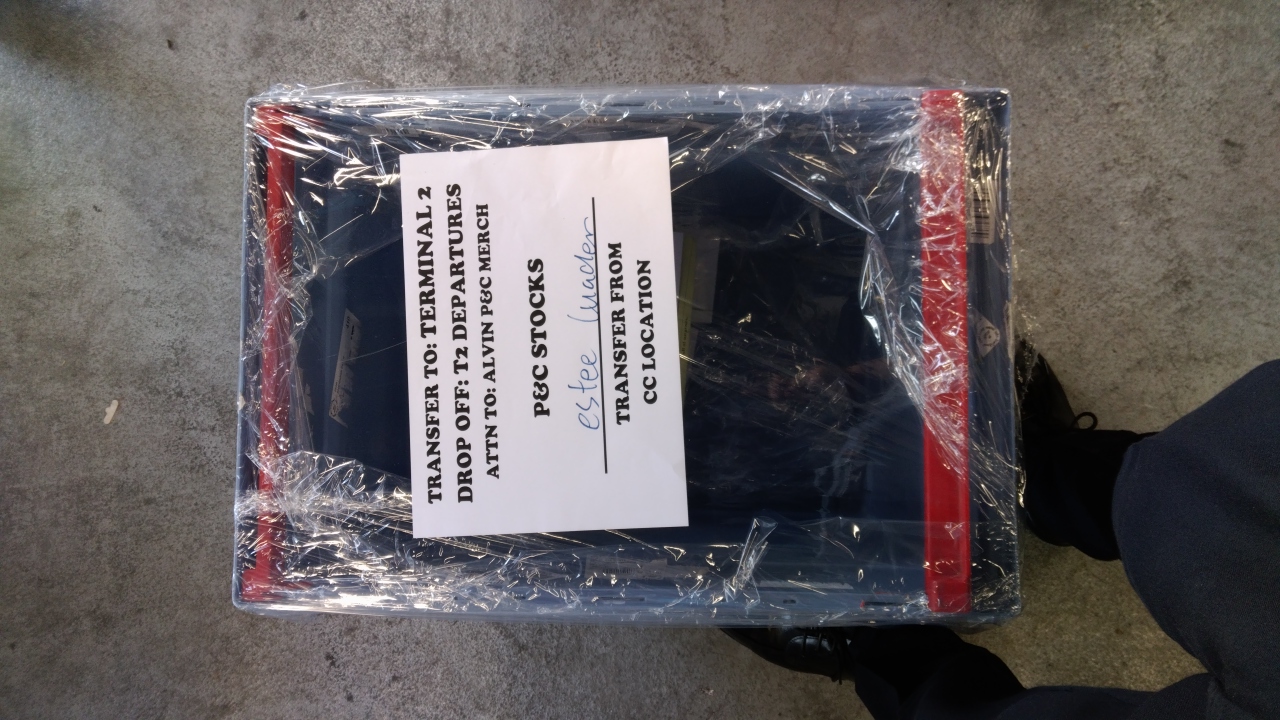 TRANSFER TO: TERMINAL 2
DROP OFF: T2 DEPARTURES
ATTN TO: ALVIN P&C MERCH
P&C STOCKS
estee lauder
TRANSFER FROM
CC LOCATION